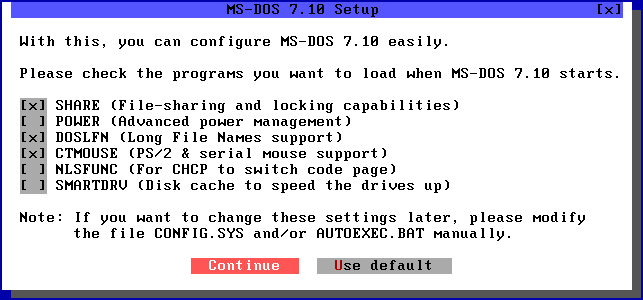 MS-DOS 7.10 Setup [x]
With this, you can configure MS-DOS 7.10 easily.
Please check the programs you want to load when MS-DOS 7.10 starts.
[x] SHARE (File-sharing and locking capabilities)
[ ] POWER (Advanced power management)
[x] DOSLFN (Long File Names support)
[x] CTMOUSE (PS/2 & serial mouse support)
[ ] NLSFUNC (For CHCP to switch code page)
[ ] SMARTDRV (Disk cache to speed the drives up)
Note: If you want to change these settings later, please modify
the file CONFIG.SYS and/or AUTOEXEC.BAT manually.
Continue Use default